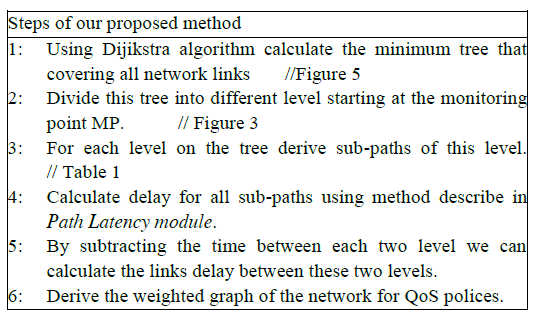 Steps of our proposed method
1: Using Dijikstra algorithm calculate the minimum tree that
covering all network links //Figure 5
2: Divide this tree into different level starting at the monitoring
point MP. // Figure 3
3: For each level on the tree derive sub-paths of this level.
// Table 1
4: Calculate delay for all sub-paths using method describe in
Path Latency module.
5: By subtracting the time between each two level we can
calculate the links delay between these two levels.
6: Derive the weighted graph of the network for QoS polices.